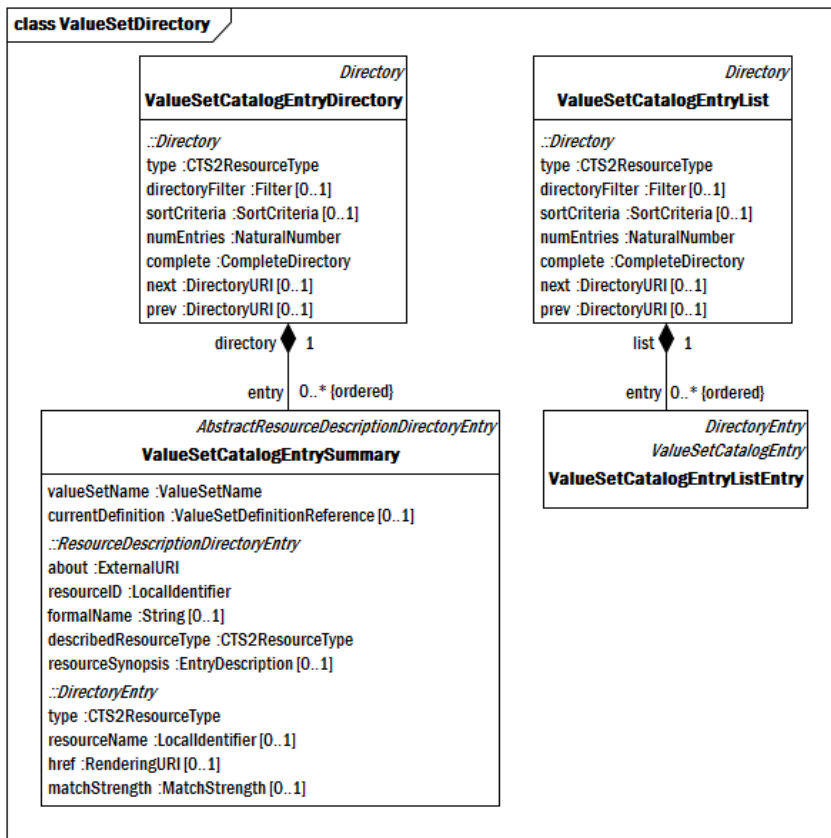 class ValueSetDirectory
Directory
ValueSetCatalogEntryDirectory
::Directory
type :CTS2ResourceType
directoryFilter :Filter [0..1]
sortCriteria :SortCriteria [0..1]
numEntries :NaturalNumber
complete :CompleteDirectory
next :DirectoryURI [0..1]
prev :DirectoryURI [0..1]
directory 1
entry 0..* {ordered}
AbstractResourceDescriptionDirectoryEntry
ValueSetCatalogEntrySummary
valueSetName :ValueSetName
currentDefinition :ValueSetDefinitionReference [0..1]
::ResourceDescriptionDirectoryEntry
about :ExternalURI
resourceID :LocalIdentifier
formalName :String [0..1]
describedResourceType :CTS2ResourceType
resourceSynopsis :EntryDescription [0..1]
::DirectoryEntry
type :CTS2ResourceType
resourceName :LocalIdentifier [0..1]
href :RenderingURI [0..1]
matchStrength :MatchStrength [0..1]
Directory
ValueSetCatalogEntryList
::Directory
type :CTS2ResourceType
directoryFilter :Filter [0..1]
sortCriteria :SortCriteria [0..1]
numEntries :NaturalNumber
complete :CompleteDirectory
next :DirectoryURI [0..1]
prev :DirectoryURI [0..1]
list 1
entry 0..* {ordered}
DirectoryEntry
ValueSetCatalogEntry
ValueSetCatalogEntryListEntry